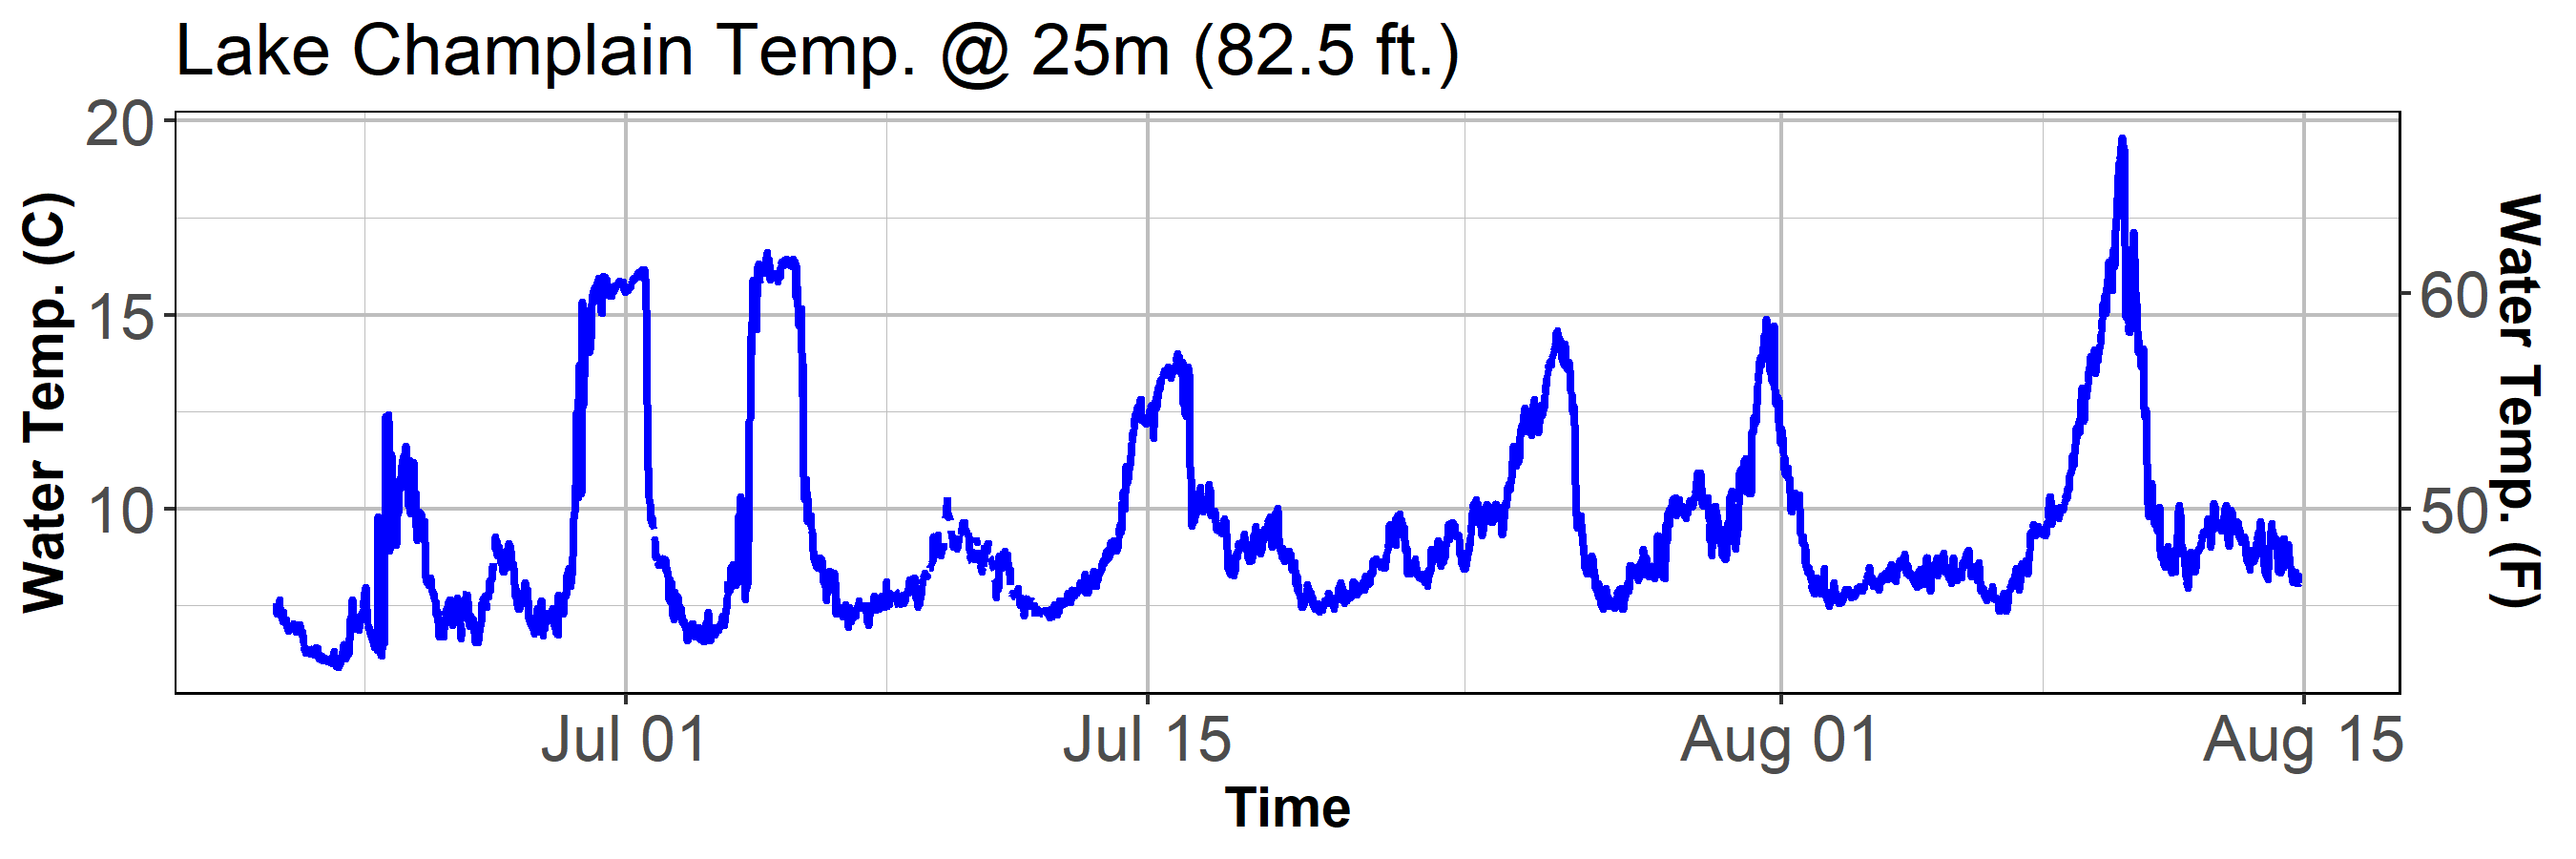 Lake Champlain Temp. @ 25m (82.5 ft.)
Water Temp. (C)
20
15
10
60
50
Water Temp. (F)
Jul 01
Jul 15
Aug 01
Aug 15
Time